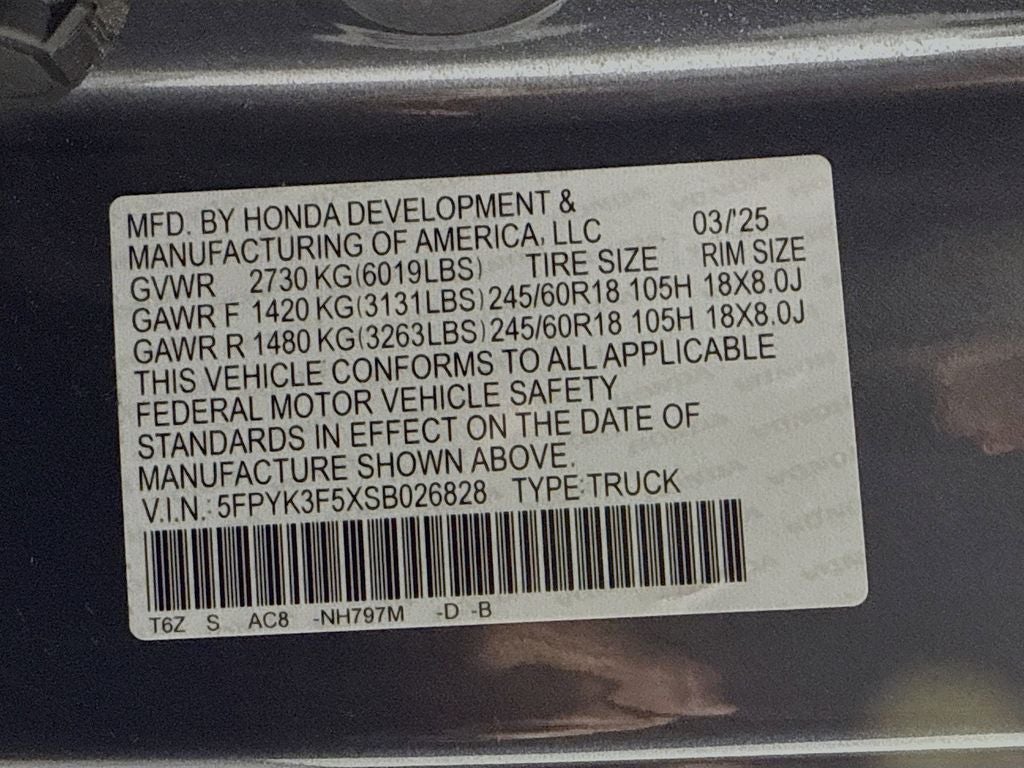 MFD. BY HONDA DEVELOPMENT &
MANUFACTURING OF AMERICA, LLC 03/'25
GVWR 2730 KG(6019LBS) TIRE SIZE RIM SIZE
GAWR F 1420 KG(3131LBS) 245/60R18 105H 18X8.0J
GAWR R 1480 KG(3263LBS) 245/60R18 105H 18X8.0J
THIS VEHICLE CONFORMS TO ALL APPLICABLE
FEDERAL MOTOR VEHICLE SAFETY
STANDARDS IN EFFECT ON THE DATE OF
MANUFACTURE SHOWN ABOVE.
V.I.N.: 5FPYK3F5XSB026828 TYPE:TRUCK
T6Z S AC8 -NH797M -D -B